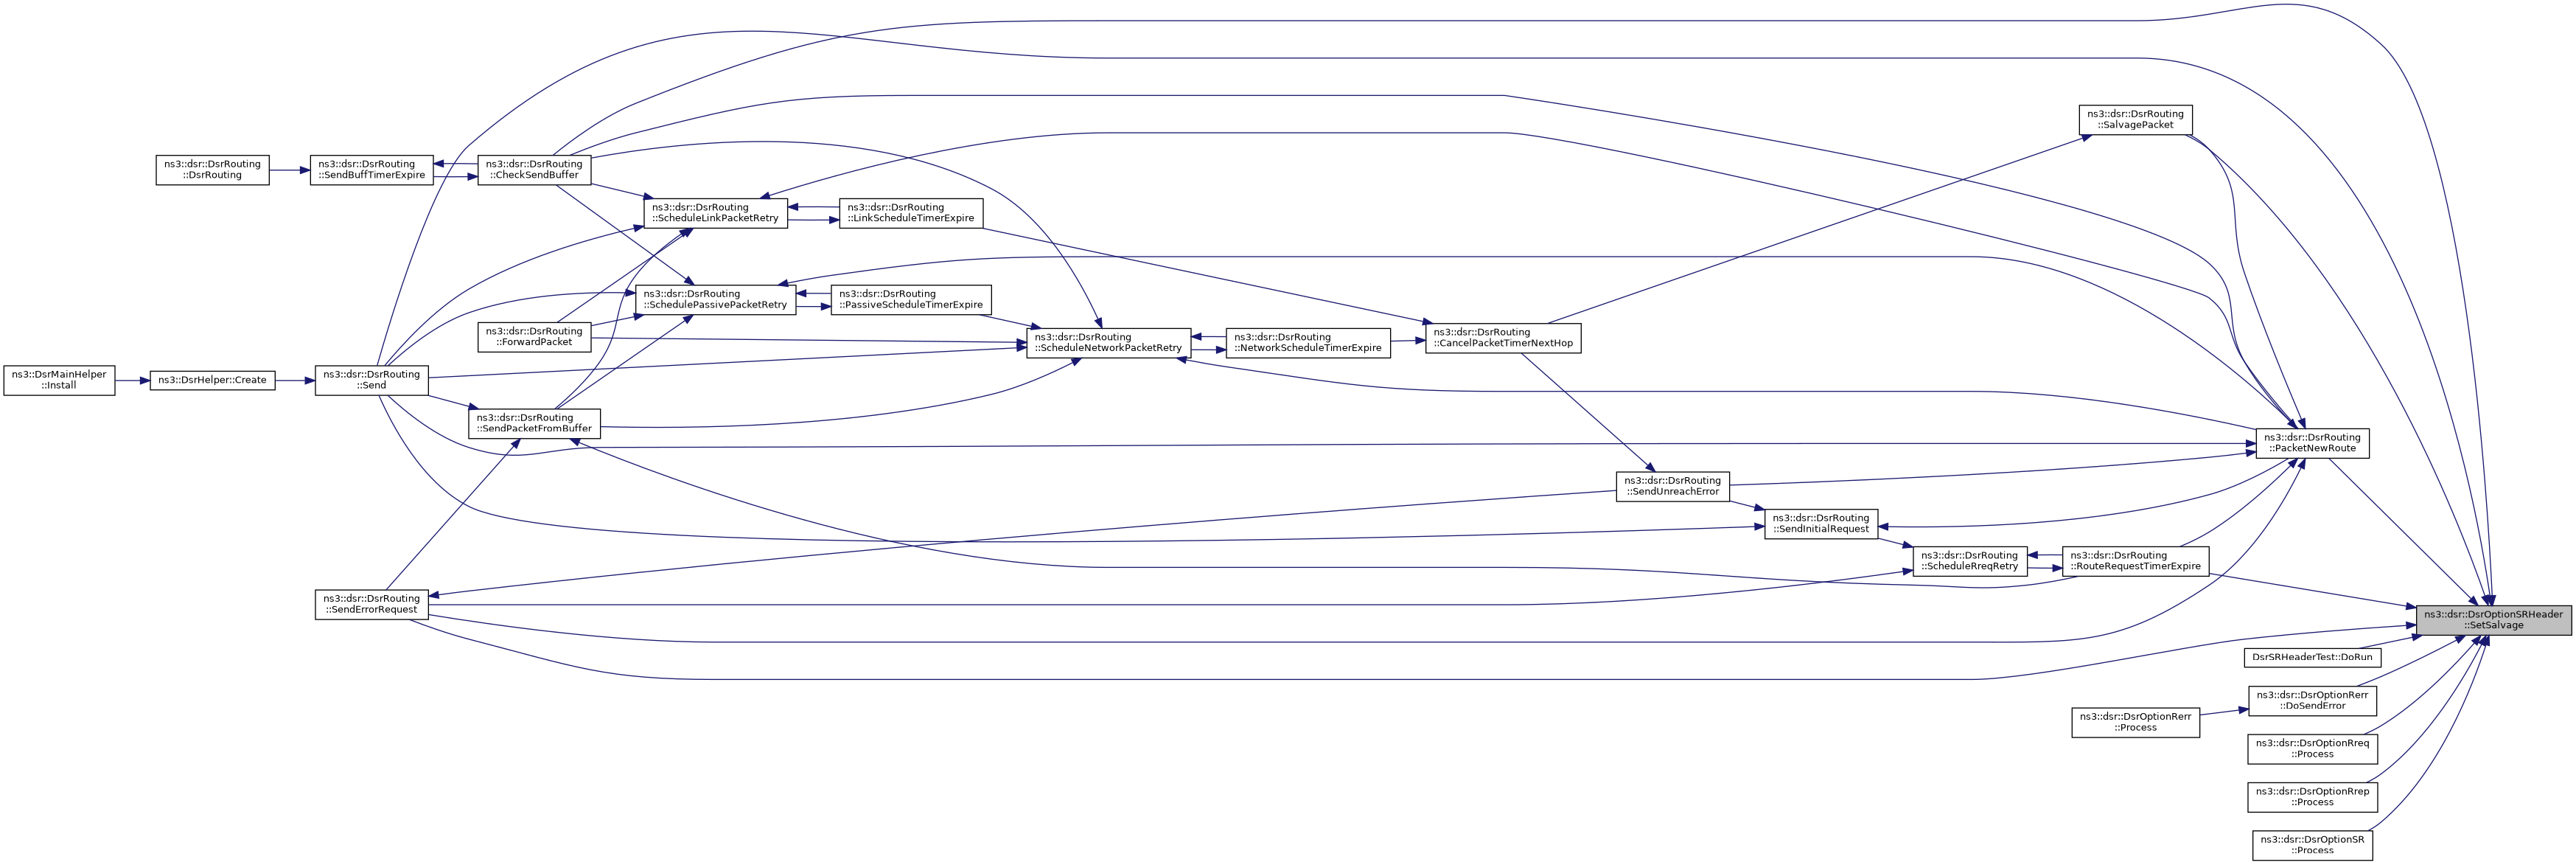 ns3::DsrMainHelper
::Install
ns3::DsrHelper::Create
ns3::dsr::DsrRouting
::DsrRouting
ns3::dsr::DsrRouting
::SendBuffTimerExpire
ns3::dsr::DsrRouting
::Send
ns3::dsr::DsrRouting
::SendErrorRequest
ns3::dsr::DsrRouting
::CheckSendBuffer
ns3::dsr::DsrRouting
::ForwardPacket
ns3::dsr::DsrRouting
::SendPacketFromBuffer
ns3::dsr::DsrRouting
::ScheduleLinkPacketRetry
ns3::dsr::DsrRouting
::SchedulePassivePacketRetry
ns3::dsr::DsrRouting
::LinkScheduleTimerExpire
ns3::dsr::DsrRouting
::PassiveScheduleTimerExpire
ns3::dsr::DsrRouting
::ScheduleNetworkPacketRetry
ns3::dsr::DsrRouting
::NetworkScheduleTimerExpire
ns3::dsr::DsrRouting
::CancelPacketTimerNextHop
ns3::dsr::DsrRouting
::SendUnreachError
ns3::dsr::DsrRouting
::SendInitialRequest
ns3::dsr::DsrRouting
::ScheduleRreqRetry
ns3::dsr::DsrRouting
::SalvagePacket
ns3::dsr::DsrRouting
::RouteRequestTimerExpire
ns3::dsr::DsrRouting
::PacketNewRoute
ns3::dsr::DsrOptionSRHeader
::SetSalvage
DsrSRHeaderTest::DoRun
ns3::dsr::DsrOptionRerr
::DoSendError
ns3::dsr::DsrOptionRerr
::Process
ns3::dsr::DsrOptionRreq
::Process
ns3::dsr::DsrOptionRrep
::Process
ns3::dsr::DsrOptionSR
::Process